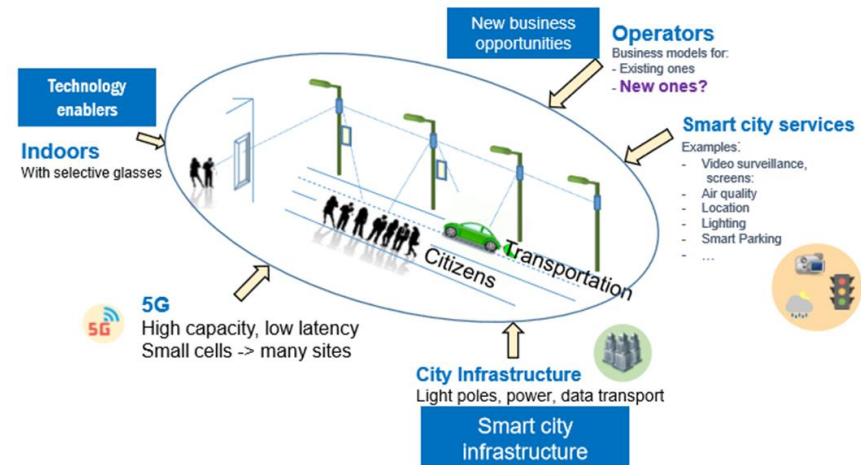 New business
opportunities
Operators
Business models for:
- Existing ones
- New ones?
Technology
enablers
Indoors
With selective glasses
Smart city services
Examples:
- Video surveillance,
screens:
- Air quality
- Location
- Lighting
- Smart Parking
- ...
Citizens
Transportation
5G
5G
High capacity, low latency
Small cells -> many sites
City Infrastructure
Light poles, power, data transport
Smart city
infrastructure